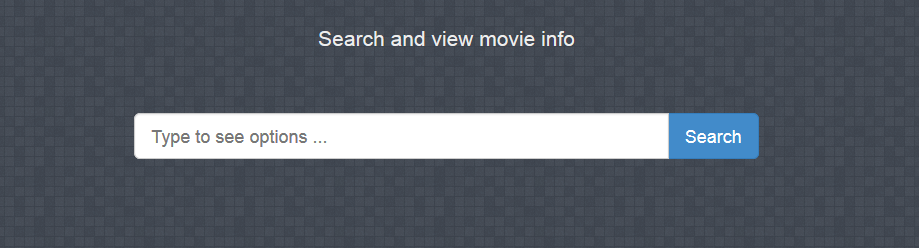 Search and view movie info
Type to see options ... Search